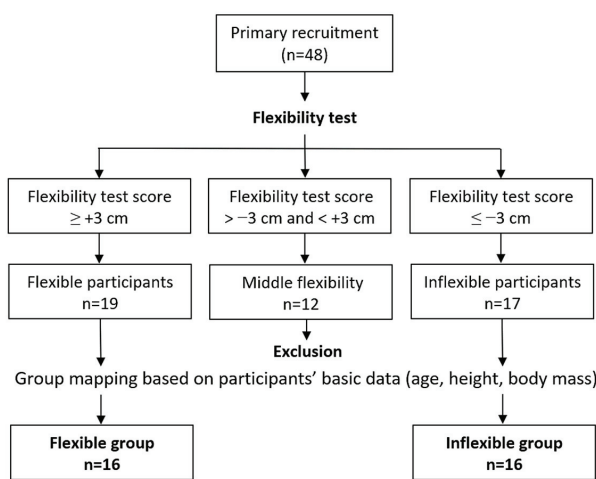 Primary recruitment
(n=48)
Flexibility test
Flexibility test score
≥ +3 cm
Flexibility test score
> −3 cm and < +3 cm
Flexibility test score
≤ −3 cm
Flexible participants
n=19
Middle flexibility
n=12
Inflexible participants
n=17
Exclusion
Group mapping based on participants’ basic data (age, height, body mass)
Flexible group
n=16
Inflexible group
n=16